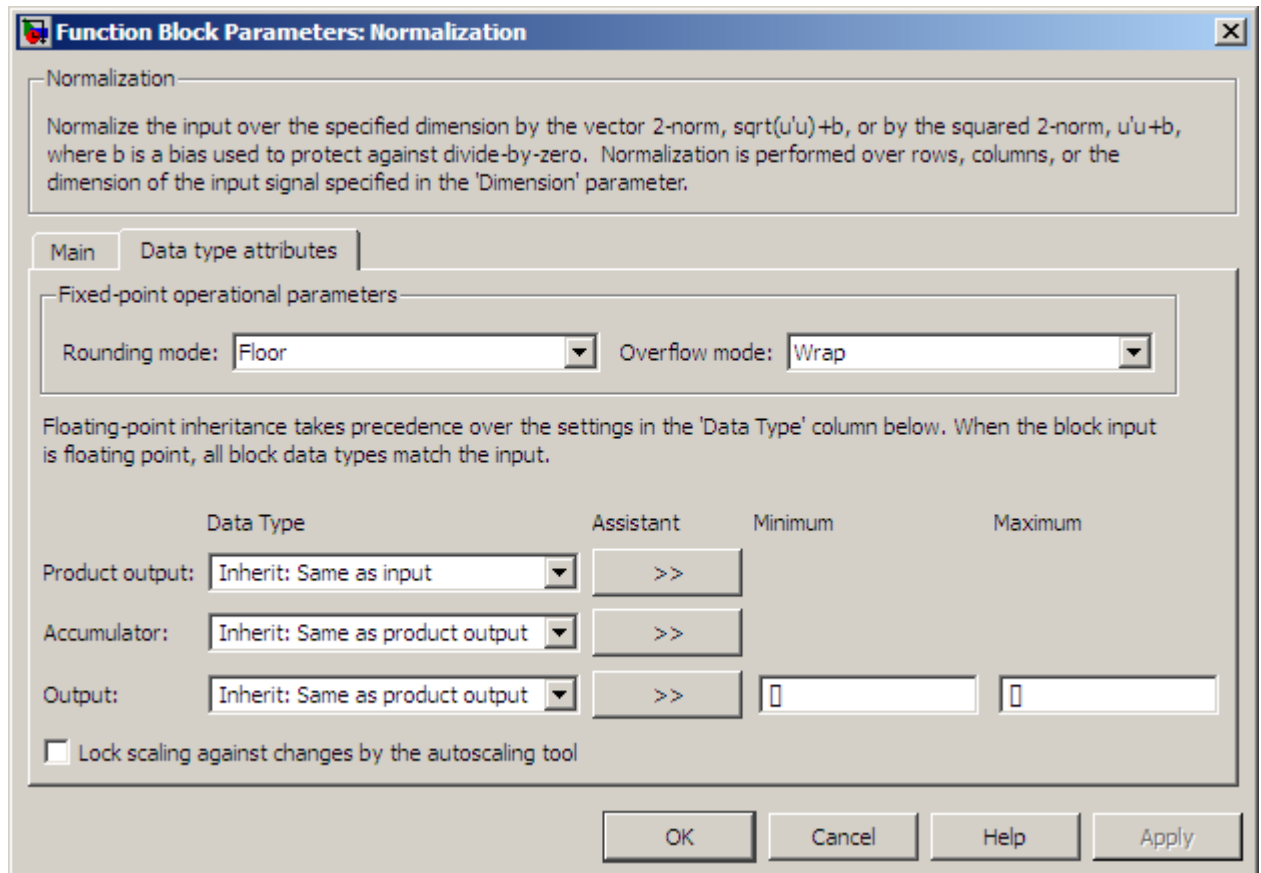 Function Block Parameters: Normalization
Normalization
Normalize the input over the specified dimension by the vector 2-norm, sqrt(u'u)+b, or by the squared 2-norm, u'u+b,
where b is a bias used to protect against divide-by-zero.  Normalization is performed over rows, columns, or the
dimension of the input signal specified in the 'Dimension' parameter.
Main Data type attributes
Fixed-point operational parameters
Rounding mode: Floor Overflow mode: Wrap
Floating-point inheritance takes precedence over the settings in the 'Data Type' column below. When the block input
is floating point, all block data types match the input.
Data Type Assistant Minimum Maximum
Product output: Inherit: Same as input >>
Accumulator: Inherit: Same as product output >>
Output: Inherit: Same as product output >> [] []
Lock scaling against changes by the autoscaling tool
OK Cancel Help Apply